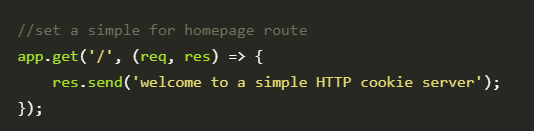 //set a simple for homepage route
app.get('/', (req, res) => {
    res.send('welcome to a simple HTTP cookie server');
});